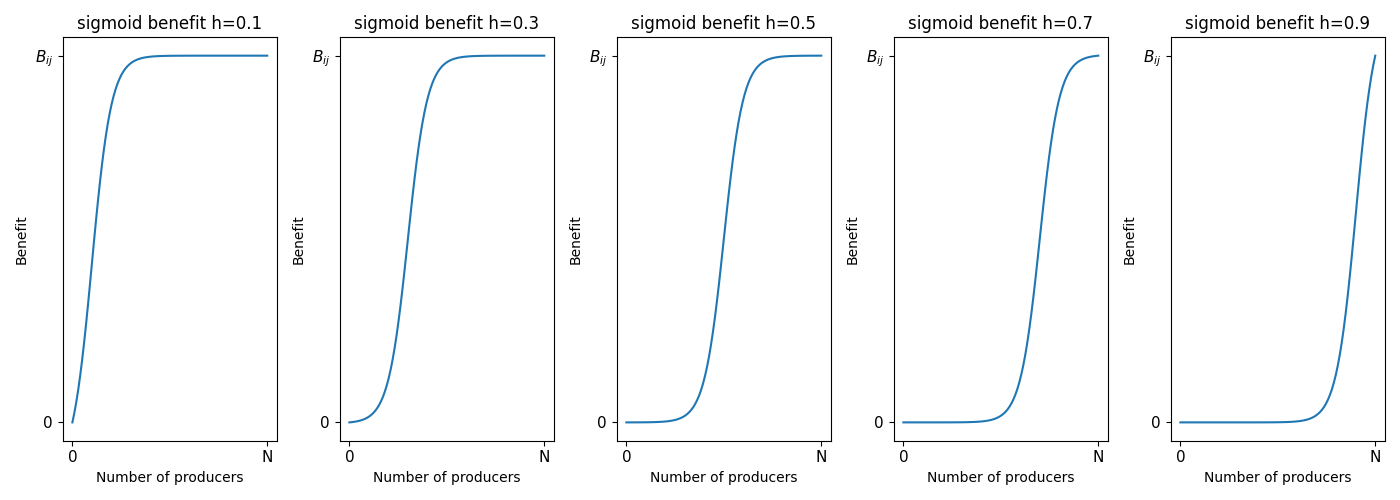 sigmoid benefit h=0.1
B_ij
Benefit
0
0 N
Number of producers
sigmoid benefit h=0.3
B_ij
Benefit
0
0 N
Number of producers
sigmoid benefit h=0.5
B_ij
Benefit
0
0 N
Number of producers
sigmoid benefit h=0.7
B_ij
Benefit
0
0 N
Number of producers
sigmoid benefit h=0.9
B_ij
Benefit
0
0 N
Number of producers